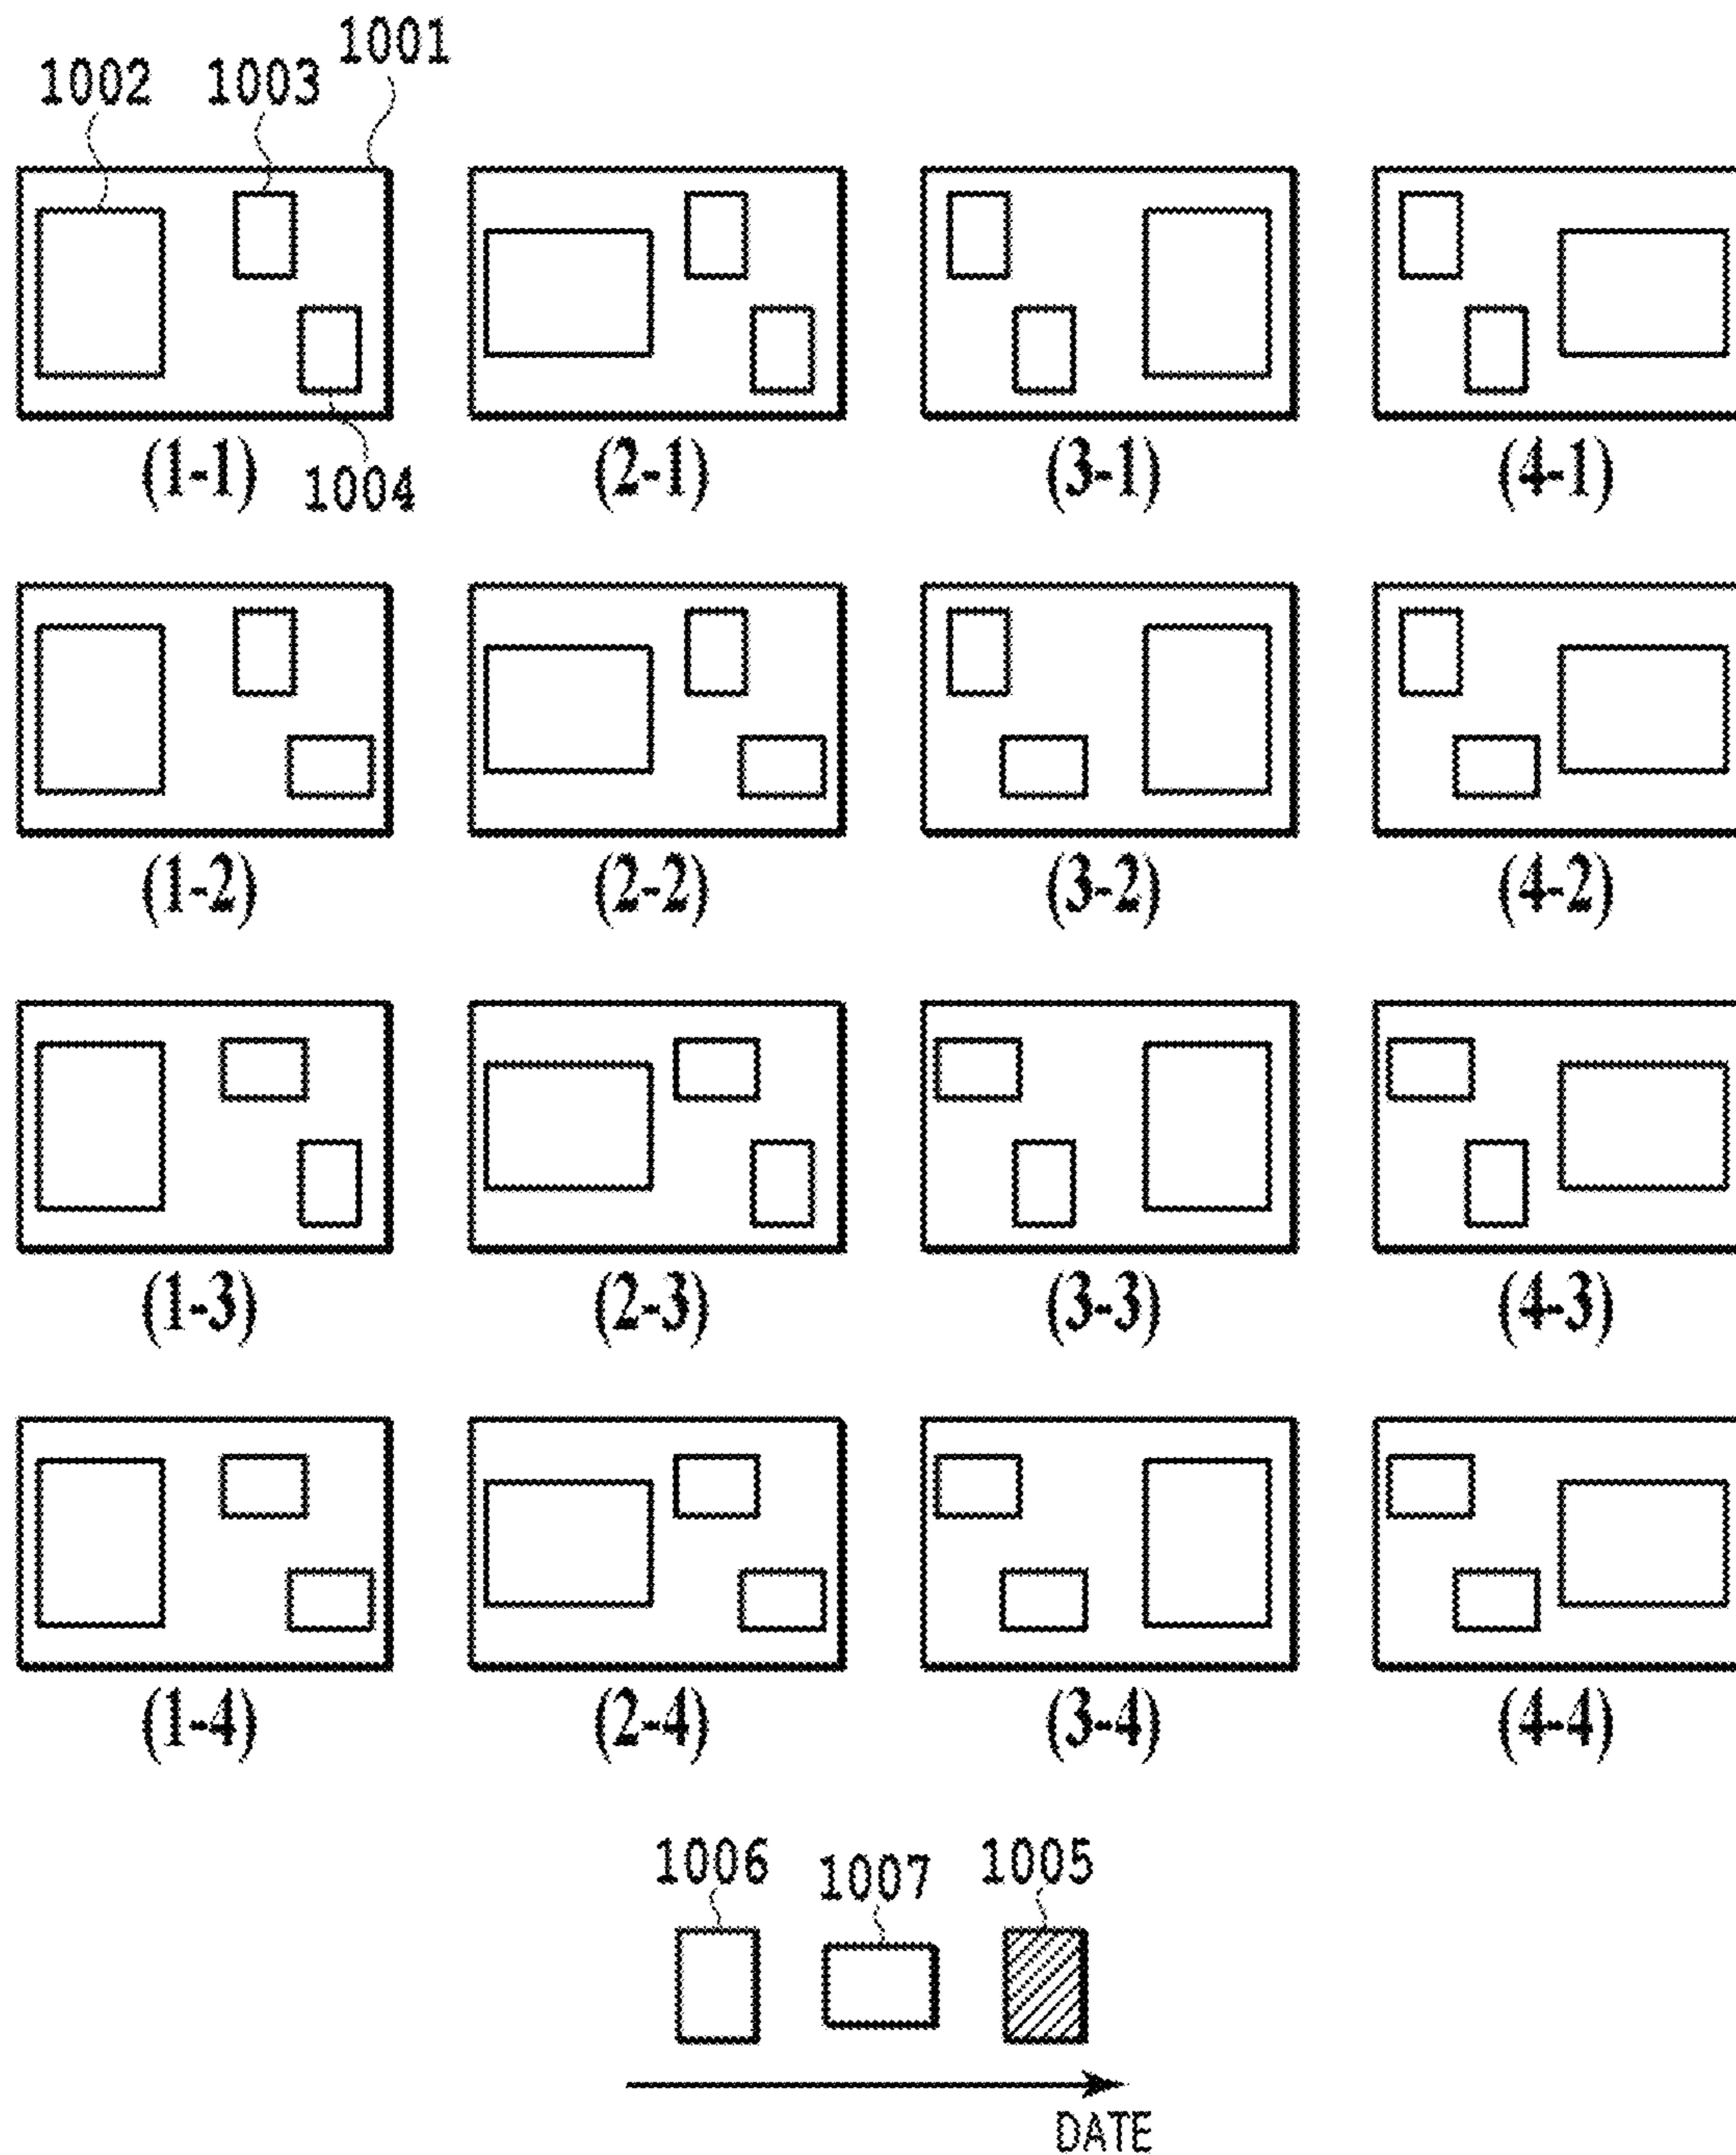 1001
1002 1003
(1-1) (2-1) (3-1) (4-1)
1004
(1-2) (2-2) (3-2) (4-2)
(1-3) (2-3) (3-3) (4-3)
(1-4) (2-4) (3-4) (4-4)
1006 1007 1005
DATE